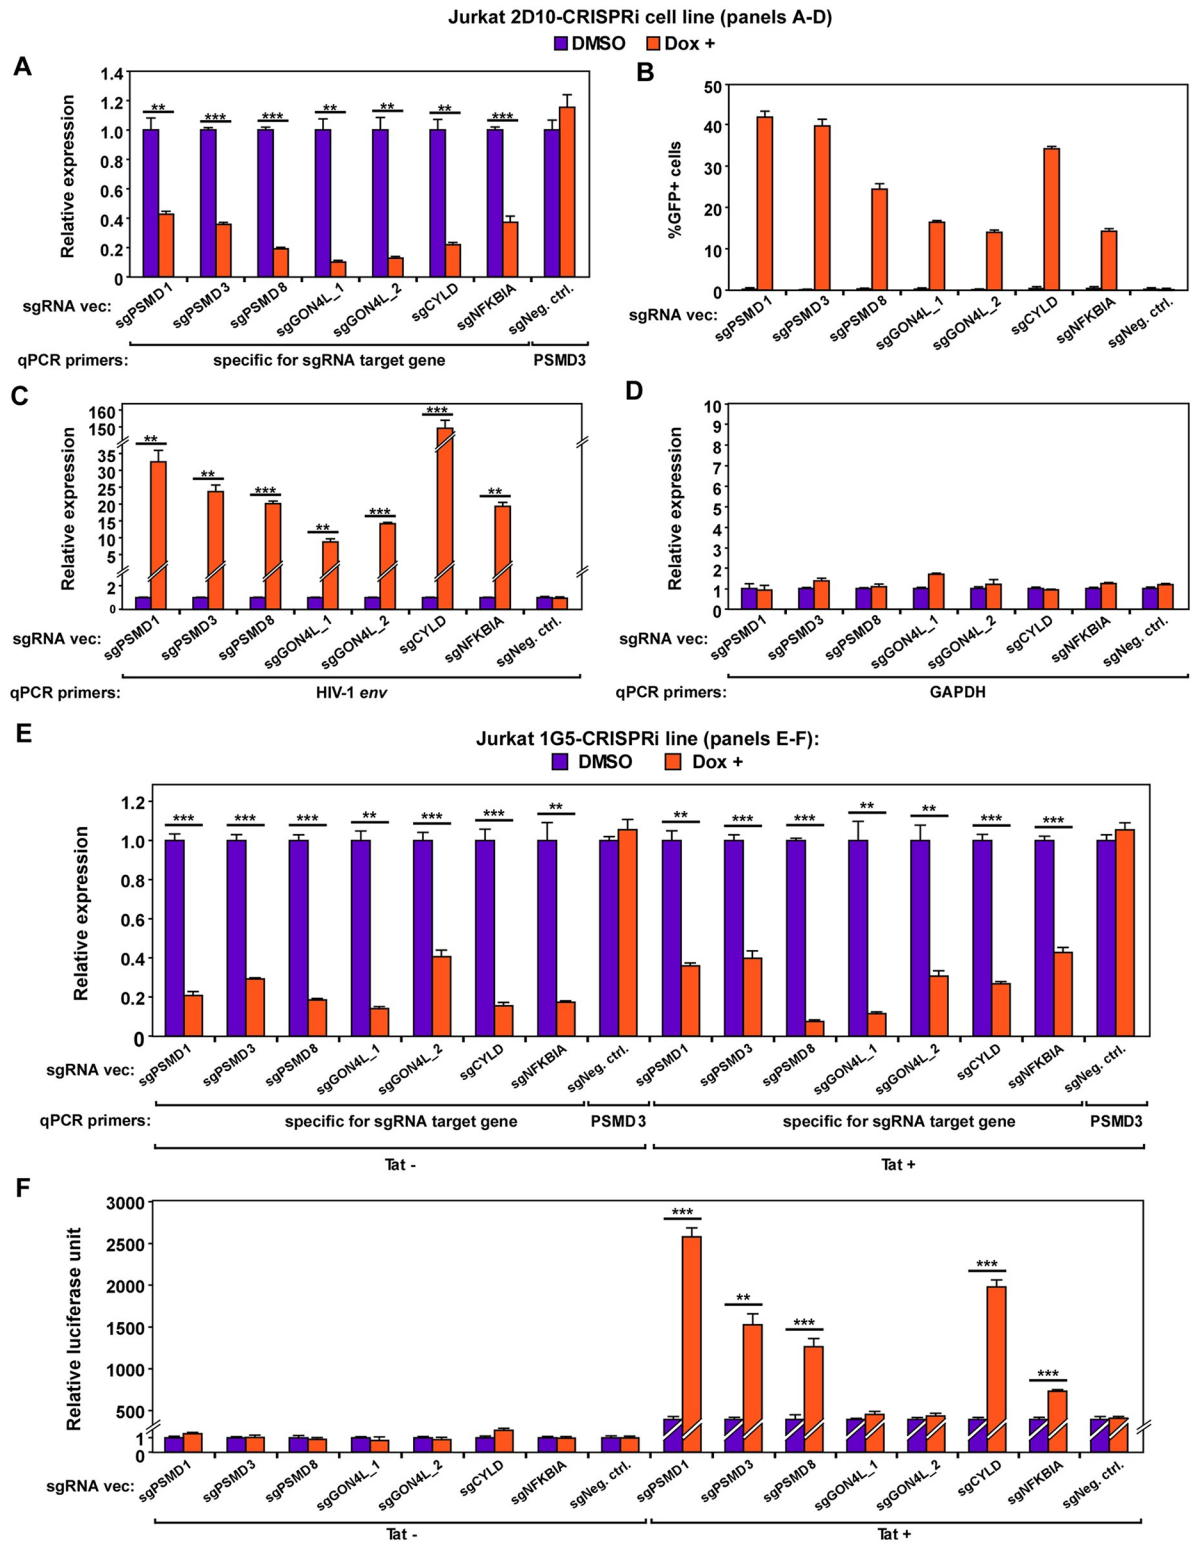 Jurkat 2D10-CRISPRi cell line (panels A-D)
DMSO Dox +
A
Relative expression
1.4
1.2
1.0
0.8
0.6
0.4
0.2
0
** *** *** ** ** ** ***
sgRNA vec: sgPSMD1 sgPSMD3 sgPSMD8 sgGON4L_1 sgGON4L_2 sgCYLD sgNFKBIA sgNeg. ctrl.
qPCR primers: specific for sgRNA target gene PSMD3
B
%GFP+ cells
50
40
30
20
10
0
sgRNA vec: sgPSMD1 sgPSMD3 sgPSMD8 sgGON4L_1 sgGON4L_2 sgCYLD sgNFKBIA sgNeg. ctrl.
C
Relative expression
160
150
35
30
25
20
15
10
5
2
0
** ** *** ** *** *** **
sgRNA vec: sgPSMD1 sgPSMD3 sgPSMD8 sgGON4L_1 sgGON4L_2 sgCYLD sgNFKBIA sgNeg. ctrl.
qPCR primers: HIV-1 env
D
Relative expression
10
9
8
7
6
5
4
3
2
1
0
sgRNA vec: sgPSMD1 sgPSMD3 sgPSMD8 sgGON4L_1 sgGON4L_2 sgCYLD sgNFKBIA sgNeg. ctrl.
qPCR primers: GAPDH
E
Jurkat 1G5-CRISPRi line (panels E-F):
DMSO Dox +
Relative expression
1.2
1.0
0.8
0.6
0.4
0.2
0
*** *** *** ** *** *** ** ** *** *** ** ** *** ***
sgRNA vec: sgPSMD1 sgPSMD3 sgPSMD8 sgGON4L_1 sgGON4L_2 sgCYLD sgNFKBIA sgNeg. ctrl. sgPSMD1 sgPSMD3 sgPSMD8 sgGON4L_1 sgGON4L_2 sgCYLD sgNFKBIA sgNeg. ctrl.
qPCR primers: specific for sgRNA target gene PSMD3 specific for sgRNA target gene PSMD3
Tat - Tat +
F
Relative luciferase unit
3000
2500
2000
1500
1000
500
1
0
*** ** *** *** ***
sgRNA vec: sgPSMD1 sgPSMD3 sgPSMD8 sgGON4L_1 sgGON4L_2 sgCYLD sgNFKBIA sgNeg. ctrl. sgPSMD1 sgPSMD3 sgPSMD8 sgGON4L_1 sgGON4L_2 sgCYLD sgNFKBIA sgNeg. ctrl.
Tat - Tat +